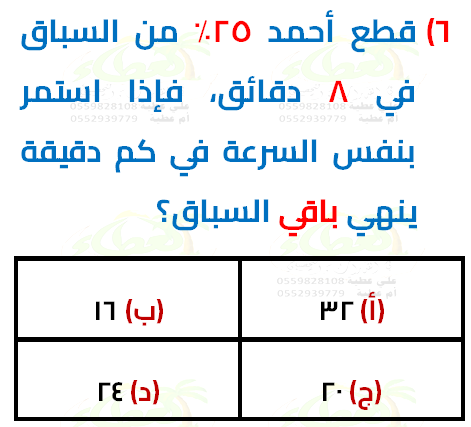 ٦) قطع أحمد ٢٥٪ من السباق
في ٨ دقائق، فإذا استمر
بنفس السرعة في كم دقيقة
ينهي باقي السباق؟
(أ) ٣٢
(ب) ١٦
(ج) ٢٠
(د) ٢٤
علي عطية 0559828108
أم عطية 0552939779
علي عطية 0559828108
أم عطية 0552939779
علي عطية 0559828108
أم عطية 0552939779